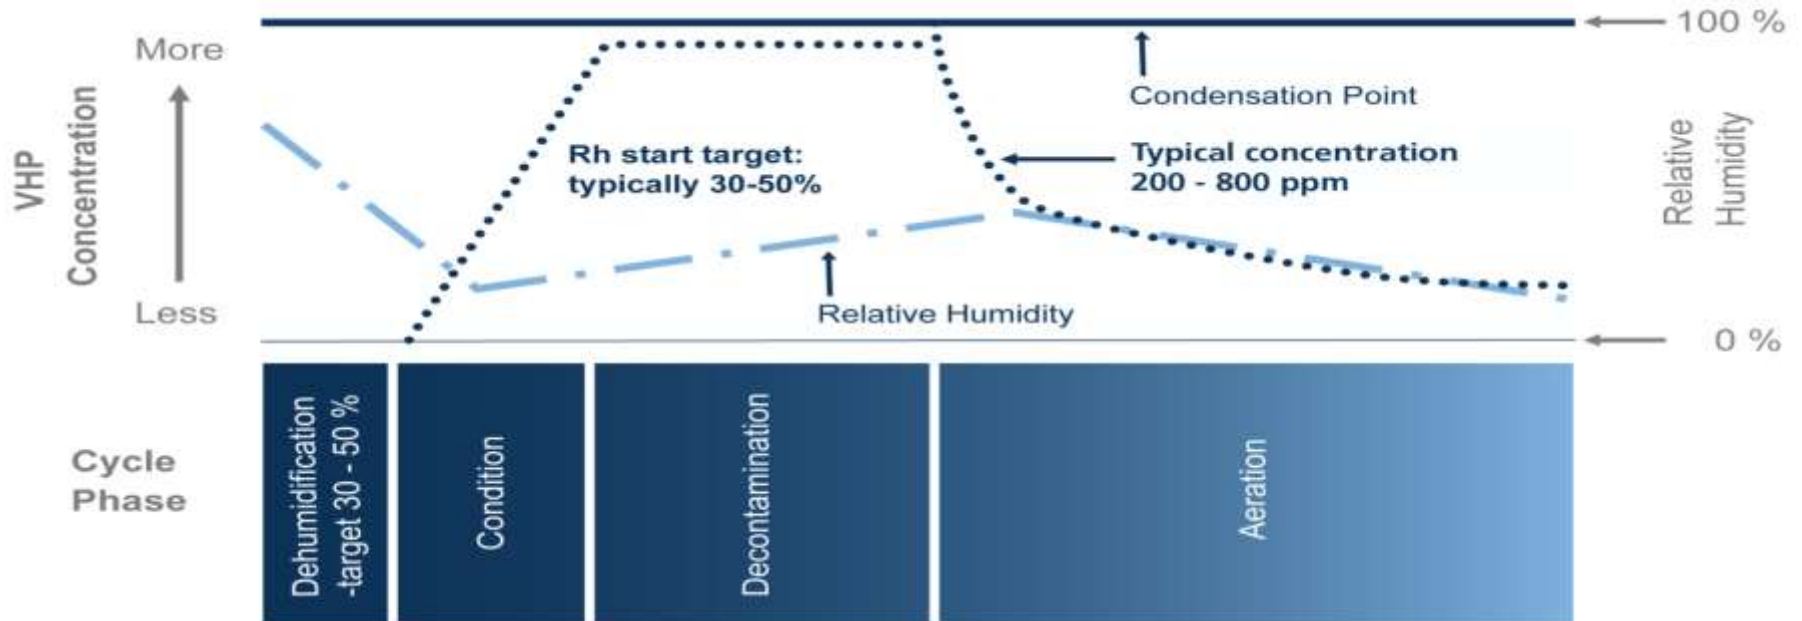 100 %
More
Condensation Point
VHP
Concentration
Rh start target:
typically 30-50%
Typical concentration
200 - 800 ppm
Relative
Humidity
Less
Relative Humidity
0 %
Cycle
Phase
Dehumidification
-target 30 - 50 %
Condition
Decontamination
Aeration